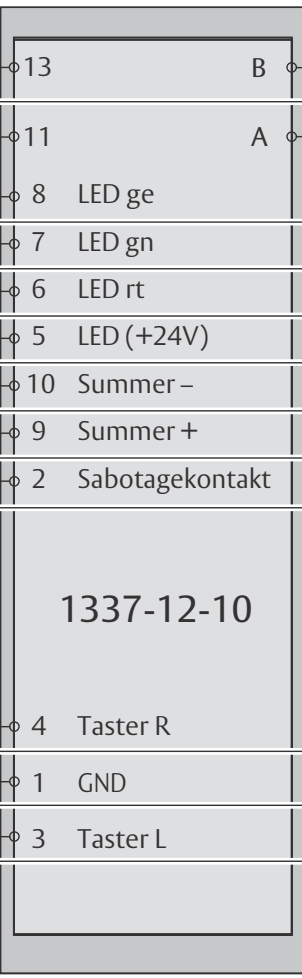 13 B
11 A
8 LED ge
7 LED gn
6 LED rt
5 LED (+24V)
10 Summer –
9 Summer +
2 Sabotagekontakt
1337-12-10
4 Taster R
1 GND
3 Taster L